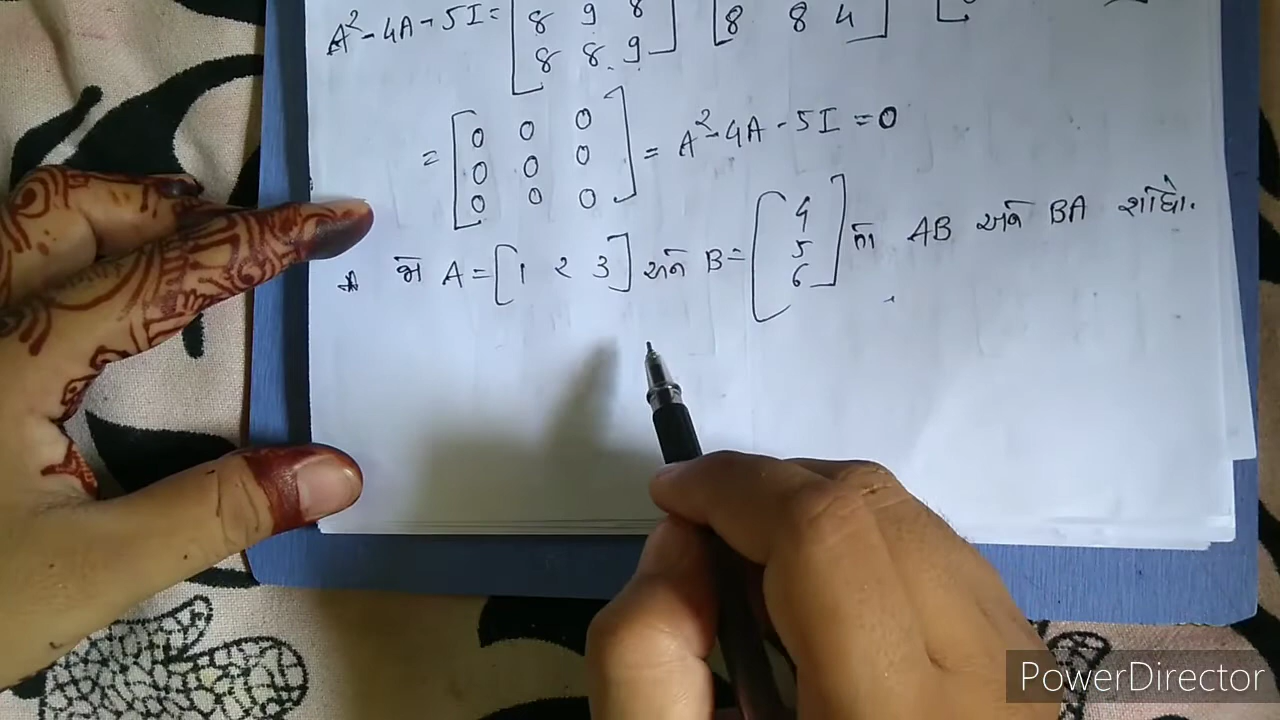 A²-4A-5I=[8 9 8 [8 8 4] [0
8 8 9]
= [0 0 0
0 0 0
0 0 0] = A²-4A-5I=0
* જો A=[1 2 3] અને B=[4
5
6] તો AB અને BA શોધો.
PowerDirector